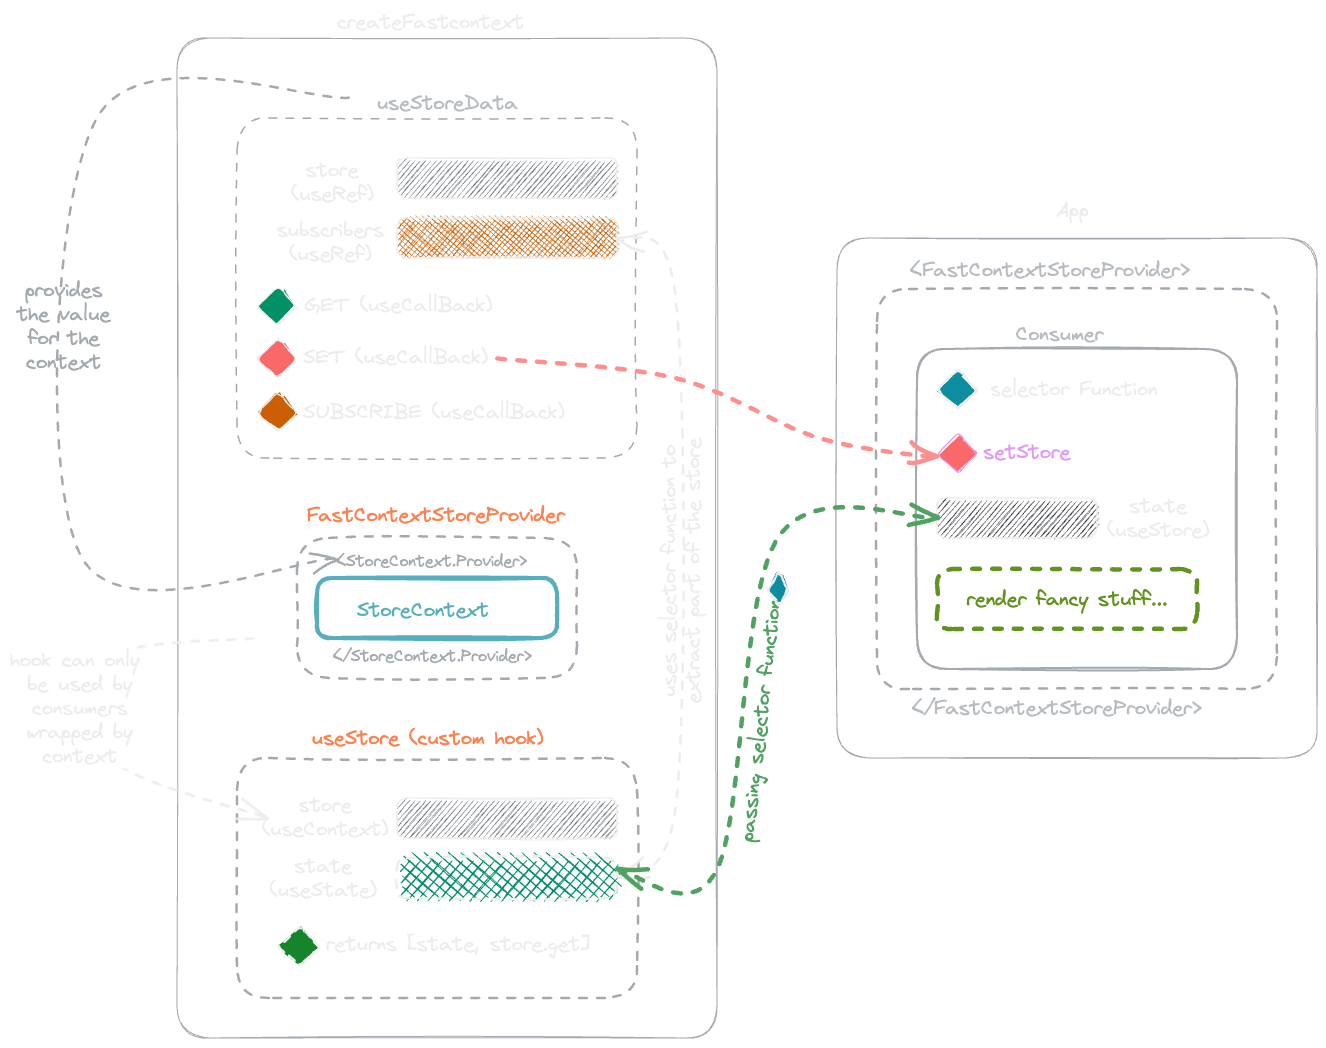 createFastcontext
useStoreData
store
(useRef)
subscribers
(useRef)
GET (useCallBack)
SET (useCallBack)
SUBSCRIBE (useCallBack)
provides
the value
for the
context
FastContextStoreProvider
<StoreContext.Provider>
StoreContext
</StoreContext.Provider>
hook can only
be used by
consumers
wrapped by
context
useStore (custom hook)
store
(useContext)
state
(useState)
returns [state, store.get]
uses selector function to
extract part of the store
passing selector function
App
<FastContextStoreProvider>
Consumer
selector Function
setStore
state
(useStore)
render fancy stuff...
</FastContextStoreProvider>